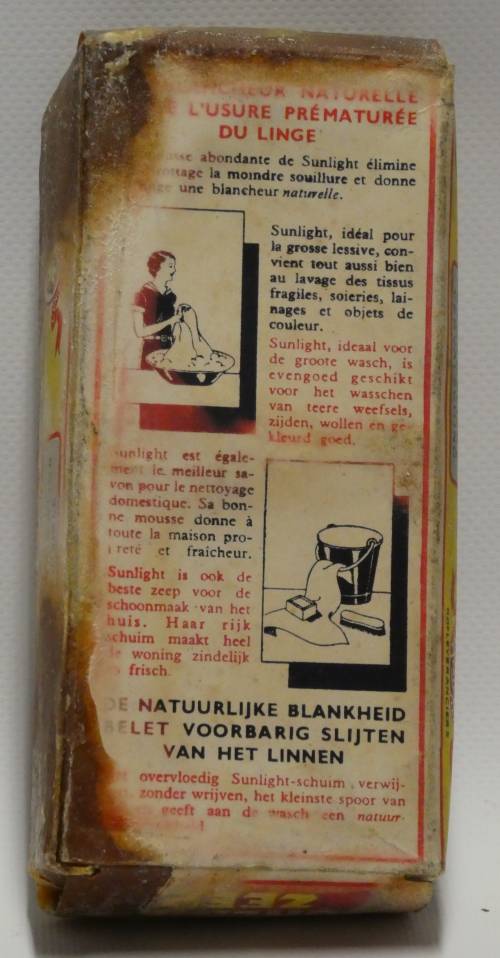 NATURELLE
L'USURE PRÉMATURÉE
DU LINGE
abondante de Sunlight élimine
la moindre souillure et donne
une blancheur naturelle.
Sunlight, idéal pour
la grosse lessive, con-
vient tout aussi bien
au lavage des tissus
fragiles, soieries, lai-
nages et objets de
couleur.
Sunlight, ideaal voor
de groote wasch, is
evengoed geschikt
voor het wasschen
van teere weefsels,
zijden, wollen en ge-
kleurd goed.
Sunlight est égale-
ment le meilleur sa-
von pour le nettoyage
domestique. Sa bon-
ne mousse donne à
toute la maison pro-
preté et fraîcheur.
Sunlight is ook de
beste zeep voor de
schoonmaak van het
huis. Haar rijk
schuim maakt heel
de woning zindelijk
frisch.
DE NATUURLIJKE BLANKHEID
BELET VOORBARIG SLIJTEN
VAN HET LINNEN
overvloedig Sunlight-schuim verwij-
zonder wrijven, het kleinste spoor van
geeft aan de wasch een natuur-